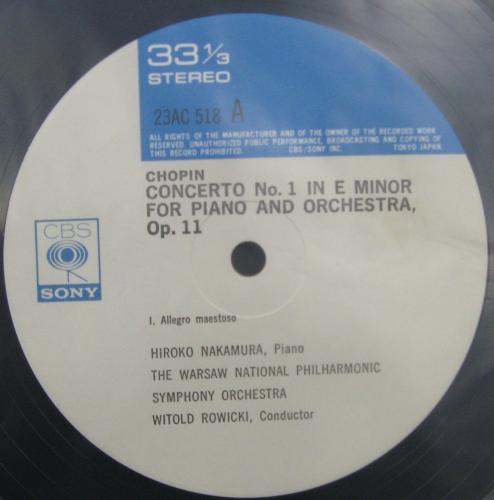 33 1/3
STEREO
23AC 518 A
ALL RIGHTS OF THE MANUFACTURER AND OF THE OWNER OF THE RECORDED WORK
RESERVED. UNAUTHORIZED PUBLIC PERFORMANCE, BROADCASTING AND COPYING OF
THIS RECORD PROHIBITED. CBS/SONY INC TOKYO JAPAN
CHOPIN
CONCERTO No. 1 IN E MINOR
FOR PIANO AND ORCHESTRA,
Op. 11
CBS
SONY
I. Allegro maestoso
HIROKO NAKAMURA, Piano
THE WARSAW NATIONAL PHILHARMONIC
SYMPHONY ORCHESTRA
WITOLD ROWICKI, Conductor